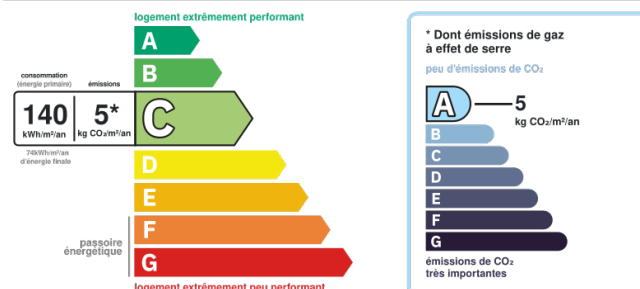 logement extrêmement performant
A
B
consommation
(énergie primaire)
émissions
140
kWh/m²/an
5*
kg CO₂/m²/an
C
74kWh/m²/an
d'énergie finale
D
E
F
G
passoire
énergétique
logement extrêmement peu performant
* Dont émissions de gaz
à effet de serre
peu d'émissions de CO₂
A
5
kg CO₂/m²/an
B
C
D
E
F
G
émissions de CO₂
très importantes